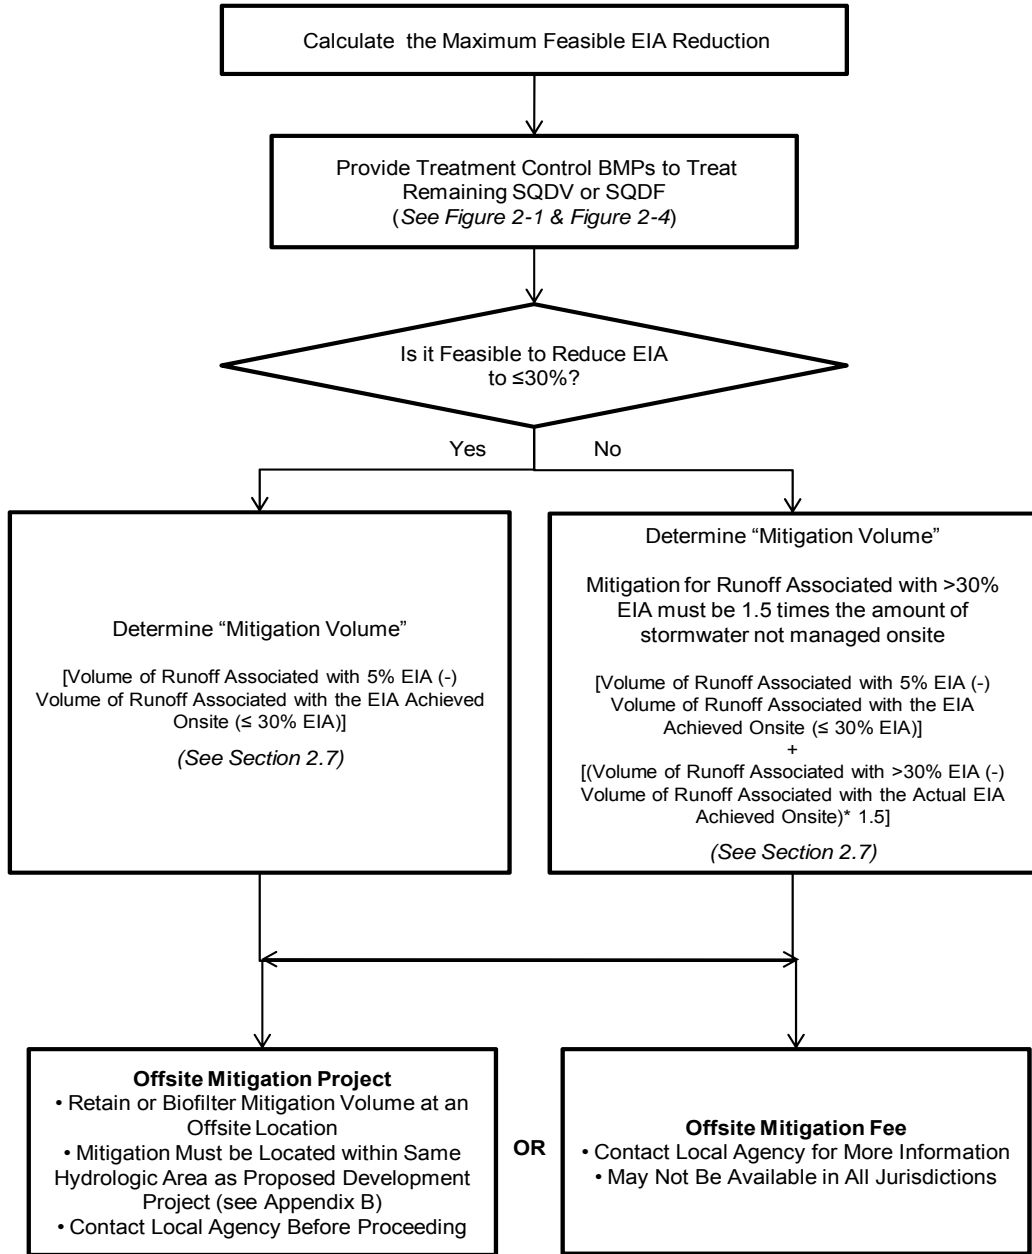 Calculate the Maximum Feasible EIA Reduction
Provide Treatment Control BMPs to Treat
Remaining SQDV or SQDF
(See Figure 2-1 & Figure 2-4)
Is it Feasible to Reduce EIA
to ≤30%?
Yes
No
Determine “Mitigation Volume”
[Volume of Runoff Associated with 5% EIA (-)
Volume of Runoff Associated with the EIA Achieved
Onsite (≤ 30% EIA)]
(See Section 2.7)
Determine “Mitigation Volume”
Mitigation for Runoff Associated with >30%
EIA must be 1.5 times the amount of
stormwater not managed onsite
[Volume of Runoff Associated with 5% EIA (-)
Volume of Runoff Associated with the EIA
Achieved Onsite (≤ 30% EIA)]
+
[(Volume of Runoff Associated with >30% EIA (-)
Volume of Runoff Associated with the Actual EIA
Achieved Onsite)* 1.5]
(See Section 2.7)
Offsite Mitigation Project
• Retain or Biofilter Mitigation Volume at an
Offsite Location
• Mitigation Must be Located within Same
Hydrologic Area as Proposed Development
Project (see Appendix B)
• Contact Local Agency Before Proceeding
OR
Offsite Mitigation Fee
• Contact Local Agency for More Information
• May Not Be Available in All Jurisdictions